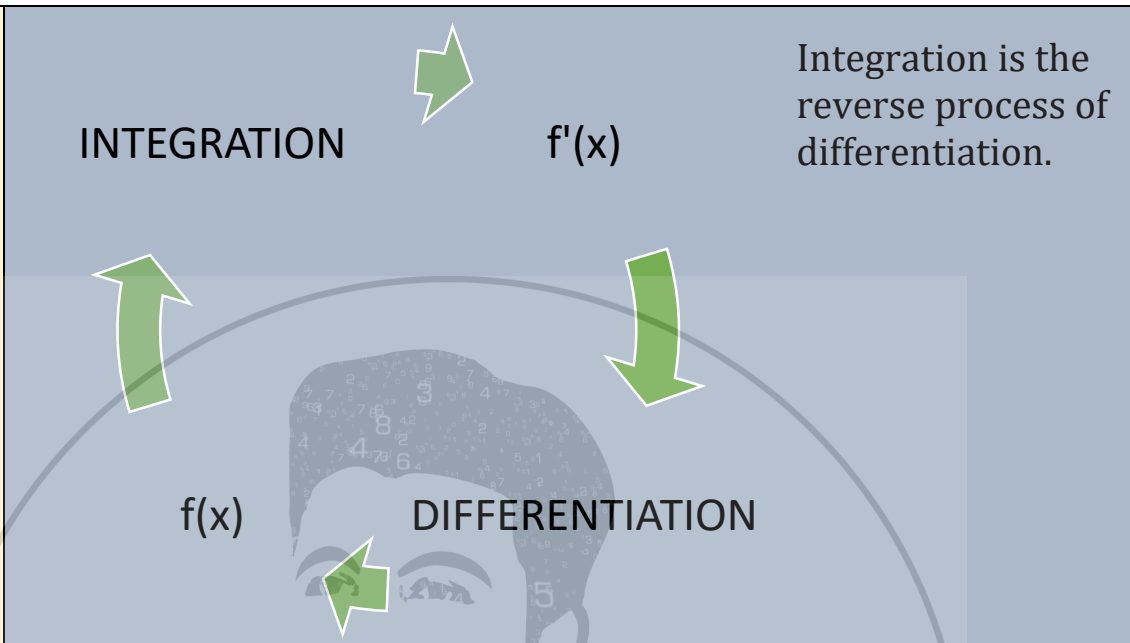 Integration is the
reverse process of
differentiation.
INTEGRATION
f'(x)
f(x)
DIFFERENTIATION